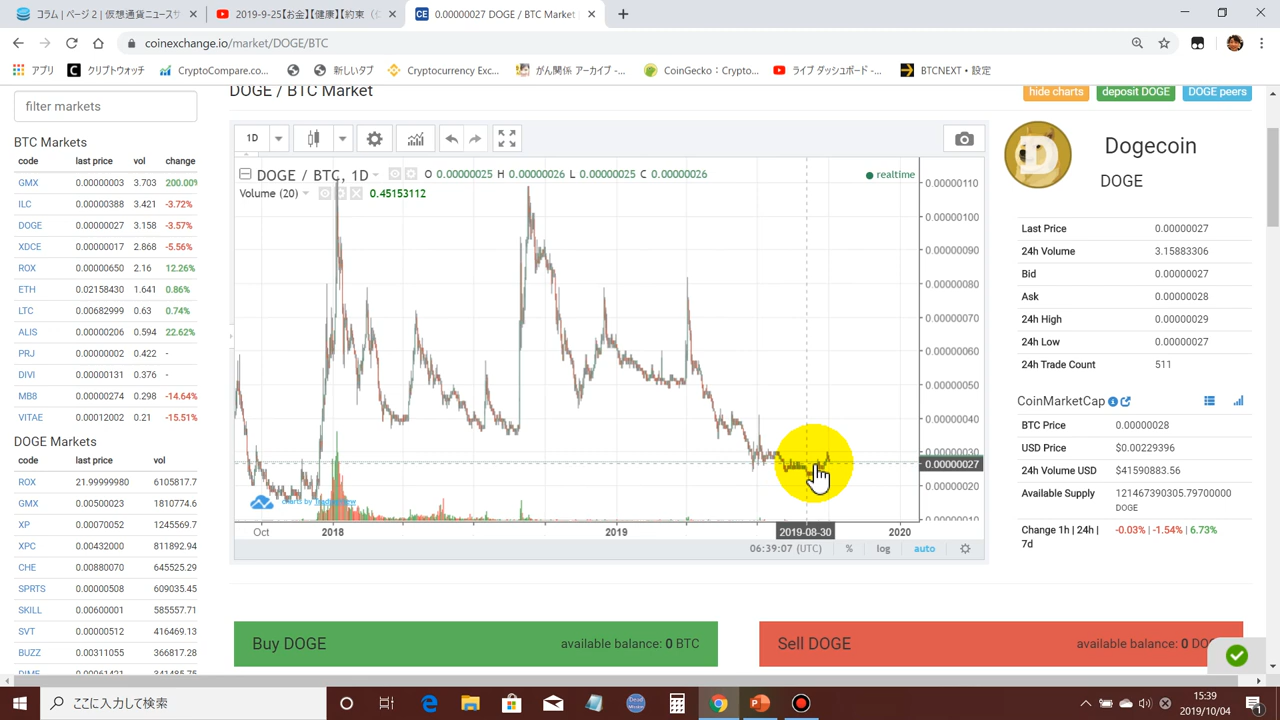 コラム | ページ 2 | 仮想通貨ニュースサ
2019-9-25【お金】【健康】【約束（
0.00000027 DOGE / BTC Market
coinexchange.io/market/DOGE/BTC
アプリ
クリプトウォッチ
CryptoCompare.co...
新しいタブ
Cryptocurrency Exc...
がん関係 アーカイブ -...
CoinGecko：Crypto...
ライブ ダッシュボード -...
BTCNEXT・設定
filter markets
BTC Markets
code last price vol change
GMX 0.00000003 3.703 200.00%
ILC 0.00000388 3.421 -3.72%
DOGE 0.00000027 3.158 -3.57%
XDCE 0.00000017 2.868 -5.56%
ROX 0.00000650 2.16 12.26%
ETH 0.02158430 1.641 0.86%
LTC 0.00682999 0.63 0.74%
ALIS 0.00000206 0.594 22.62%
PRJ 0.00000002 0.422 -
DIVI 0.00000131 0.376 -
MB8 0.00000274 0.298 -14.64%
VITAE 0.00012002 0.21 -15.51%
DOGE Markets
code last price vol
ROX 21.99999980 6105817.7
GMX 0.00500023 1810774.6
XP 0.00070052 1245569.7
XPC 0.00432000 811892.94
CHE 0.00880070 645525.29
SPRTS 0.00000508 609035.45
SKILL 0.00600001 585557.71
SVT 0.00000512 416469.13
BUZZ 0.00311055 366817.28
DIME 0.00061421 341485.75
DOGE / BTC Market
hide charts
deposit DOGE
DOGE peers
1D
DOGE / BTC, 1D O 0.00000025 H 0.00000026 L 0.00000025 C 0.00000026
realtime
Volume (20) 0.45153112
0.00000110
0.00000100
0.00000090
0.00000080
0.00000070
0.00000060
0.00000050
0.00000040
0.00000030
0.00000027
0.00000020
0.00000010
charts by TradingView
Oct 2018 2019 2019-08-30 2020
06:39:07 (UTC) % log auto
Dogecoin
DOGE
Last Price 0.00000027
24h Volume 3.15883306
Bid 0.00000027
Ask 0.00000028
24h High 0.00000029
24h Low 0.00000027
24h Trade Count 511
CoinMarketCap
BTC Price 0.00000028
USD Price $0.00229396
24h Volume USD $41590883.56
Available Supply 121467390305.79700000
DOGE
Change 1h | 24h | -0.03% | -1.54% | 6.73%
7d
Buy DOGE available balance: 0 BTC
Sell DOGE available balance: 0 DO
ここに入力して検索
15:39
2019/10/04